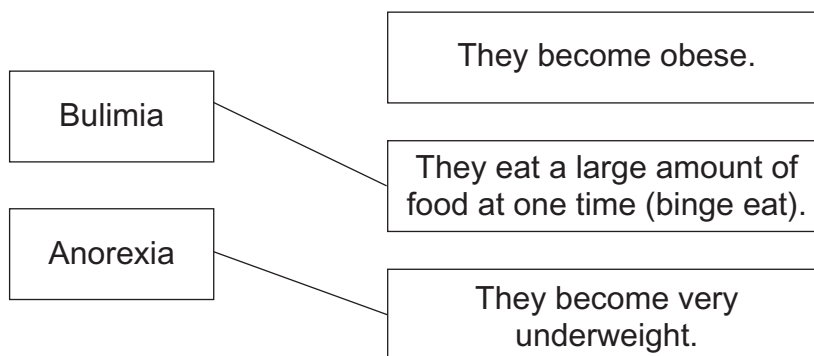 They become obese.
Bulimia
They eat a large amount of
food at one time (binge eat).
Anorexia
They become very
underweight.